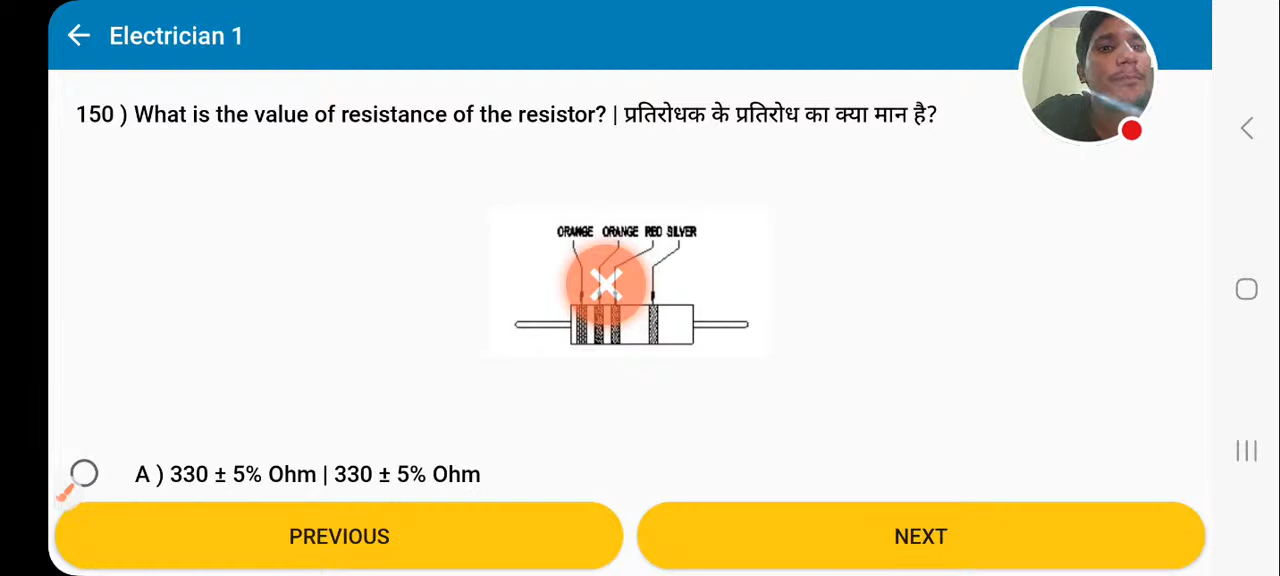 Electrician 1
150 ) What is the value of resistance of the resistor? | प्रतिरोधक के प्रतिरोध का क्या मान है?
ORANGE ORANGE RED SILVER
A ) 330 ± 5% Ohm | 330 ± 5% Ohm
PREVIOUS NEXT